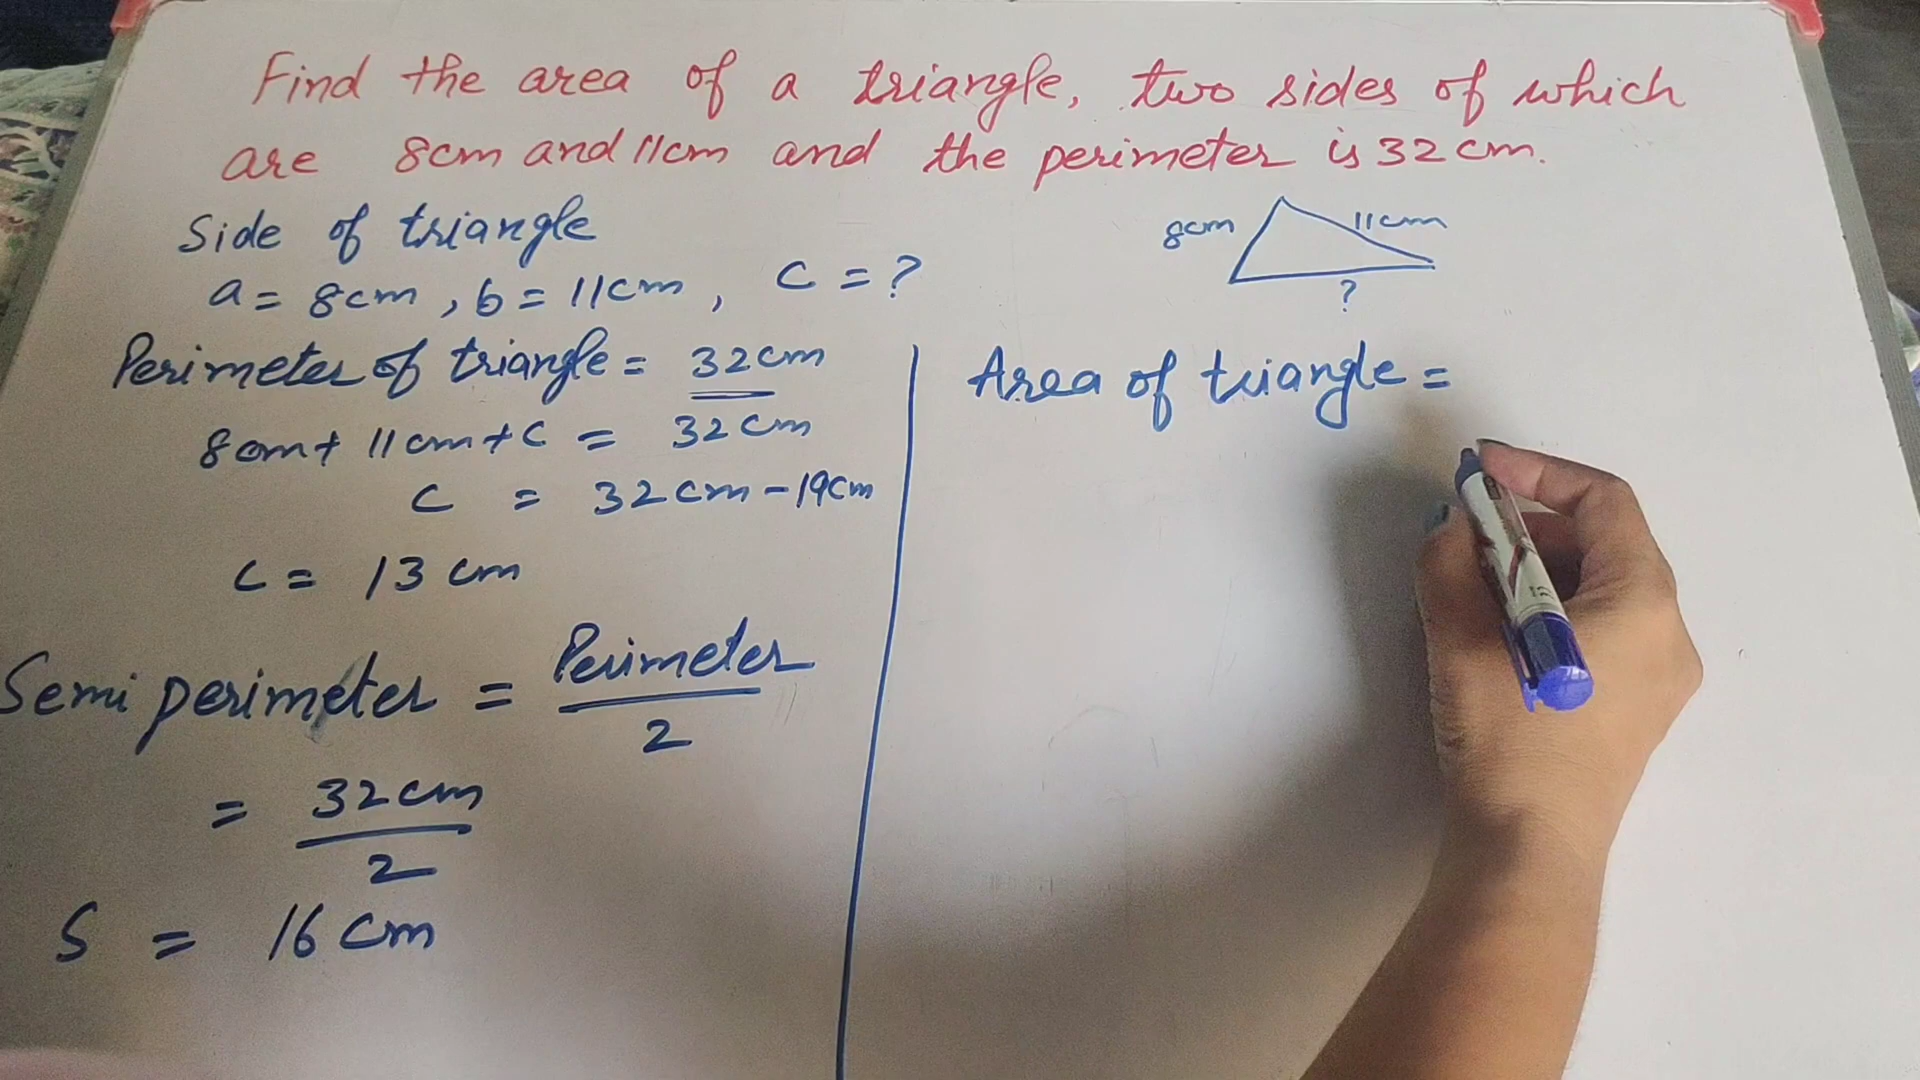 Find the area of a triangle, two sides of which
are 8cm and 11cm and the perimeter is 32 cm.
Side of triangle
a = 8cm, b = 11cm, c = ?
8cm
11cm
?
Perimeter of triangle = 32cm
8cm + 11cm + c = 32cm
c = 32cm - 19cm
c = 13 cm
Semi perimeter = Perimeter
2
= 32cm
2
S = 16 cm
Area of triangle =